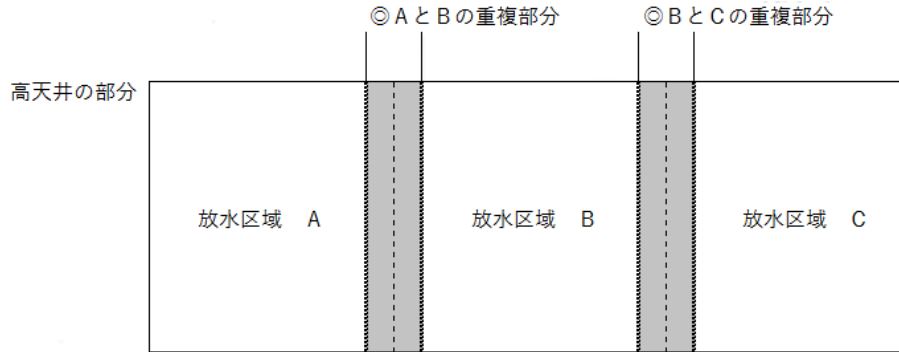 ◎AとBの重複部分
◎BとCの重複部分
高天井の部分
放水区域 A
放水区域 B
放水区域 C